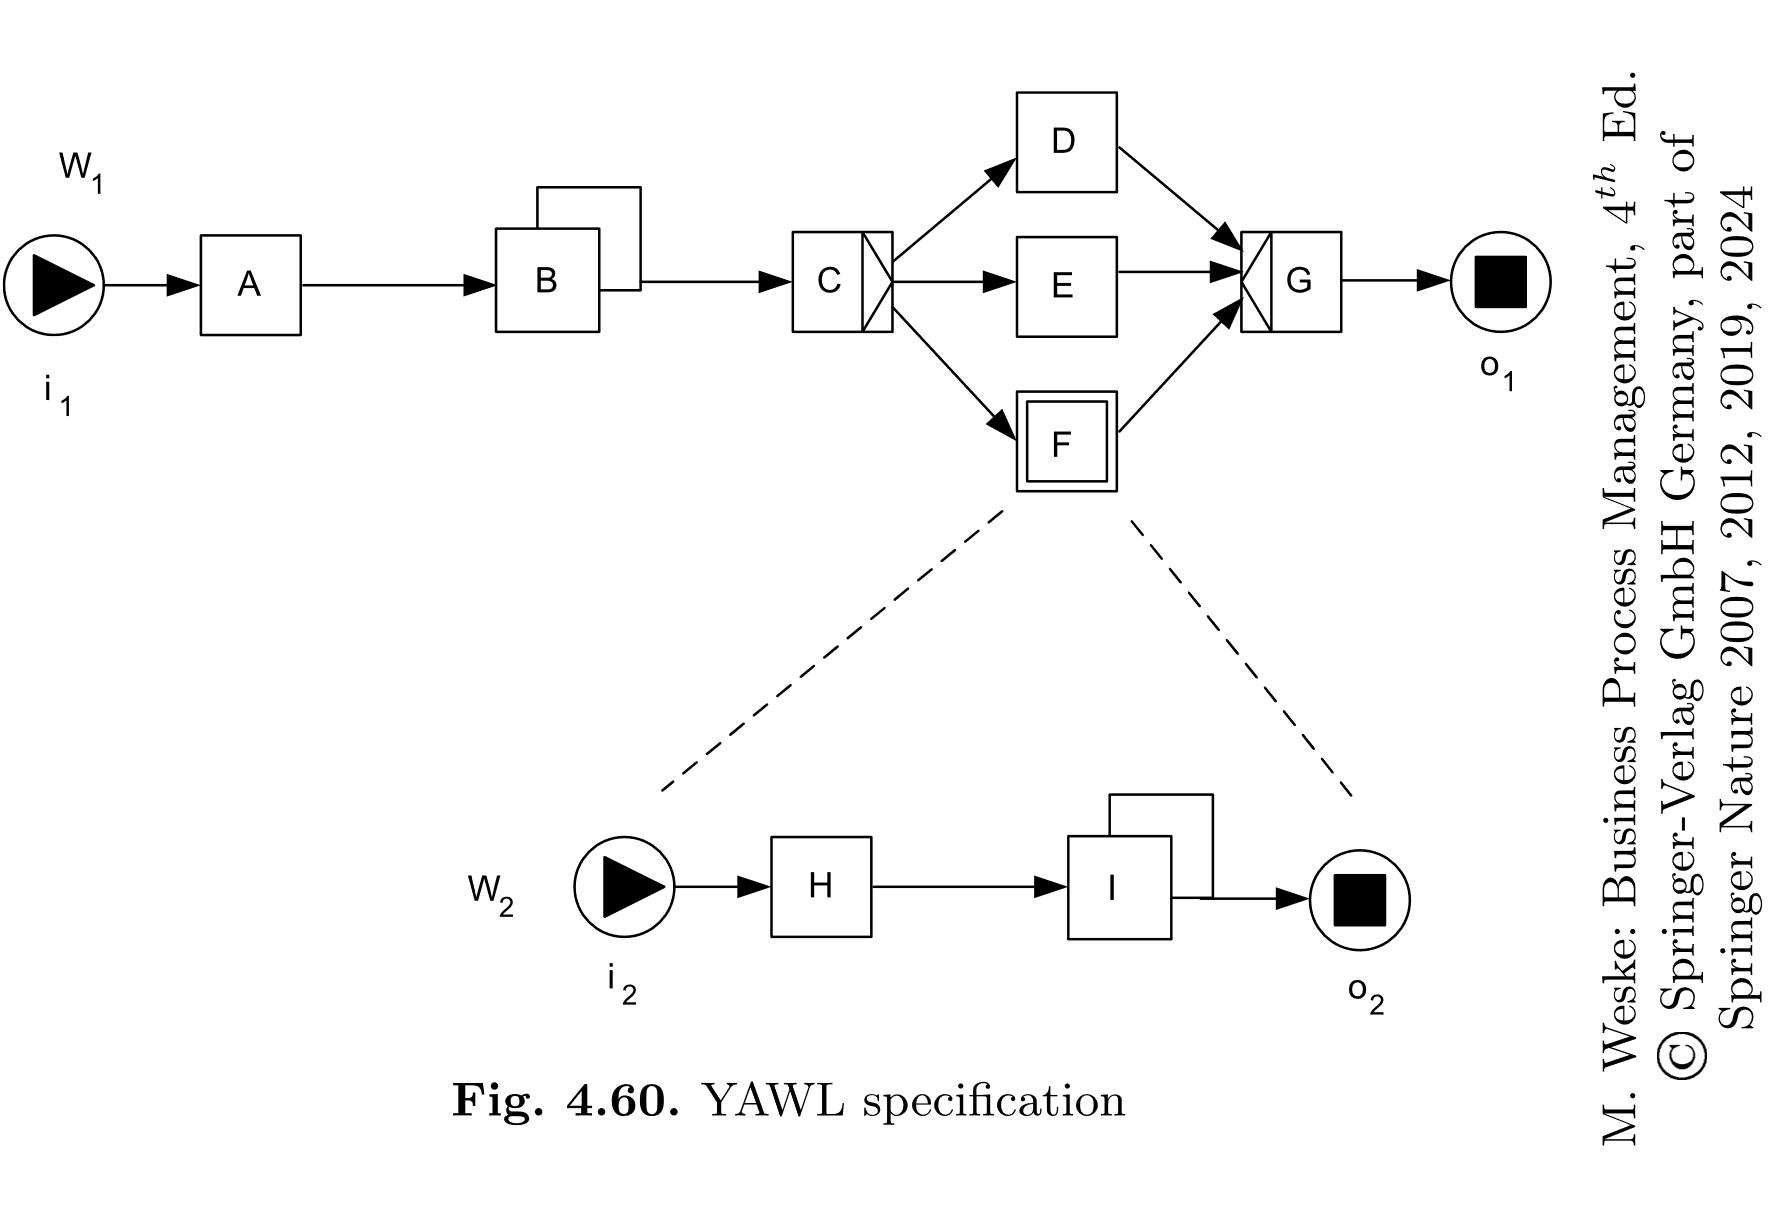 W1
A
B
C
D
E
F
G
i1
o1
W2
H
I
i2
o2
Fig. 4.60. YAWL specification
M. Weske: Business Process Management, 4th Ed.
© Springer-Verlag GmbH Germany, part of
Springer Nature 2007, 2012, 2019, 2024